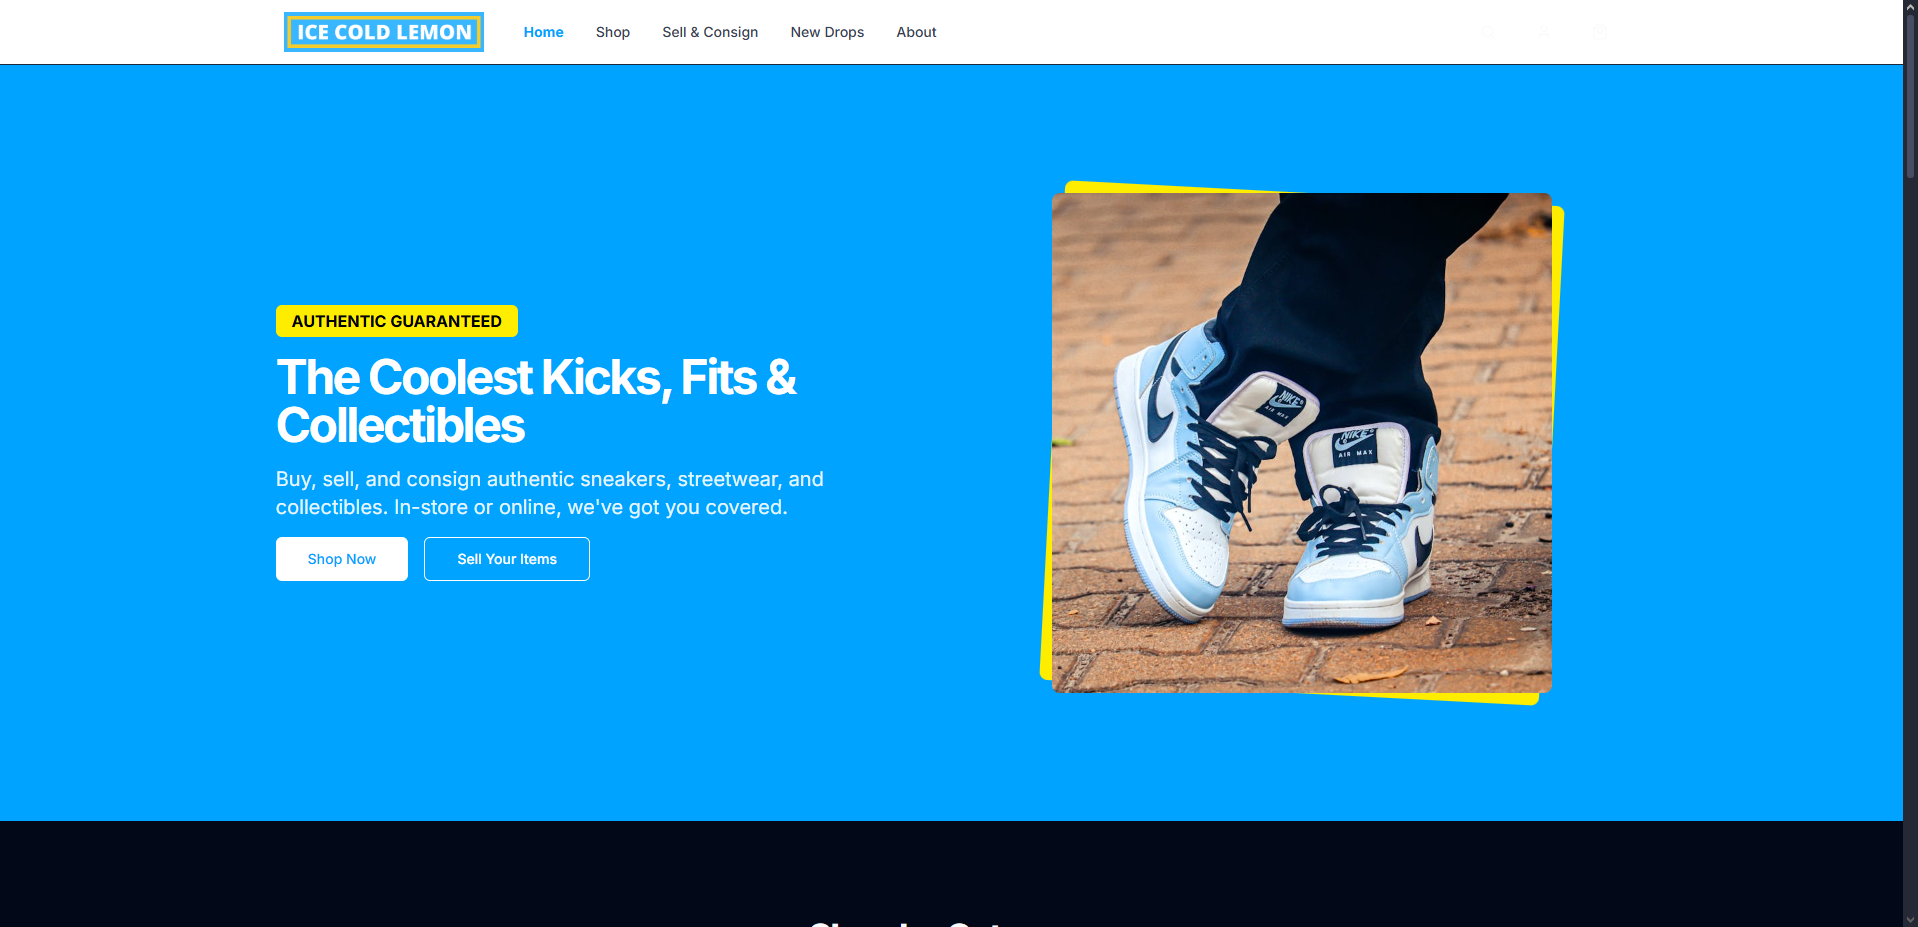 ICE COLD LEMON
Home Shop Sell & Consign New Drops About
AUTHENTIC GUARANTEED
The Coolest Kicks, Fits &
Collectibles
Buy, sell, and consign authentic sneakers, streetwear, and
collectibles. In-store or online, we've got you covered.
Shop Now Sell Your Items
NIKE
AIR MAX
NIKE
AIR MAX